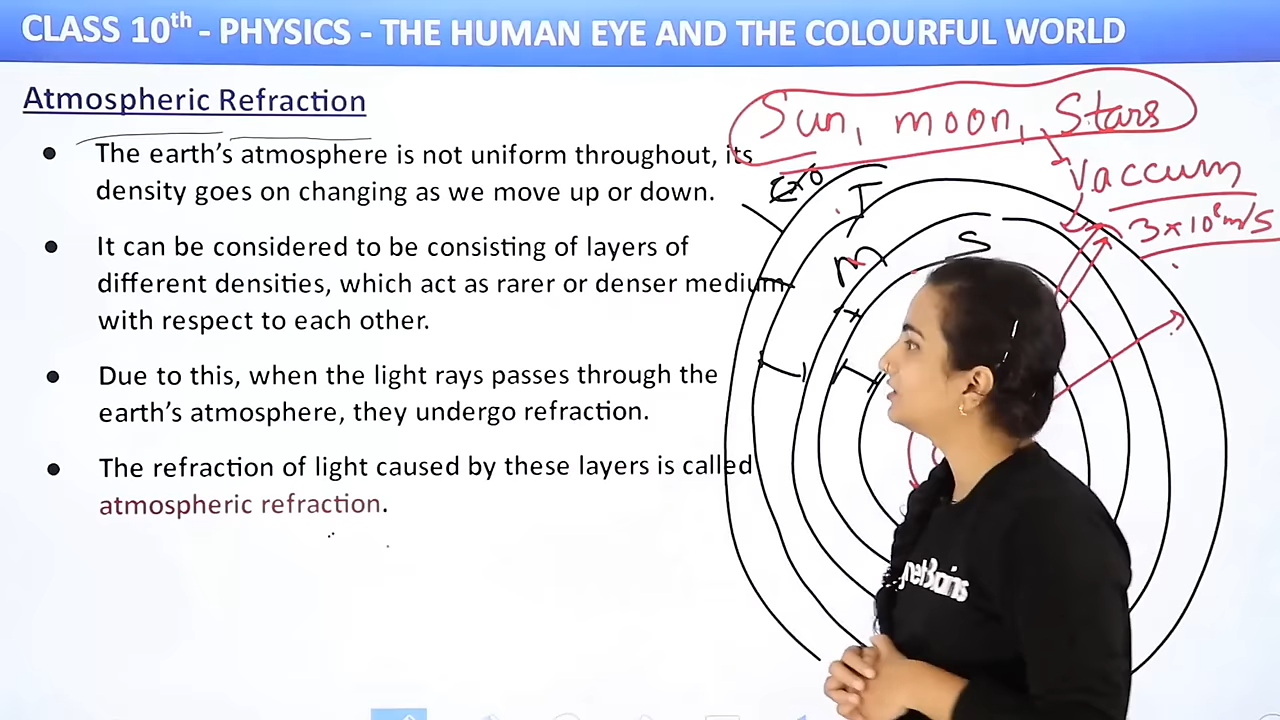 CLASS 10th - PHYSICS - THE HUMAN EYE AND THE COLOURFUL WORLD
Atmospheric Refraction
● The earth's atmosphere is not uniform throughout, its
density goes on changing as we move up or down.
● It can be considered to be consisting of layers of
different densities, which act as rarer or denser medium
with respect to each other.
● Due to this, when the light rays passes through the
earth's atmosphere, they undergo refraction.
● The refraction of light caused by these layers is called
atmospheric refraction.
Sun, moon, Stars
Vaccum
3×10⁸m/s
Exo
I
M
S